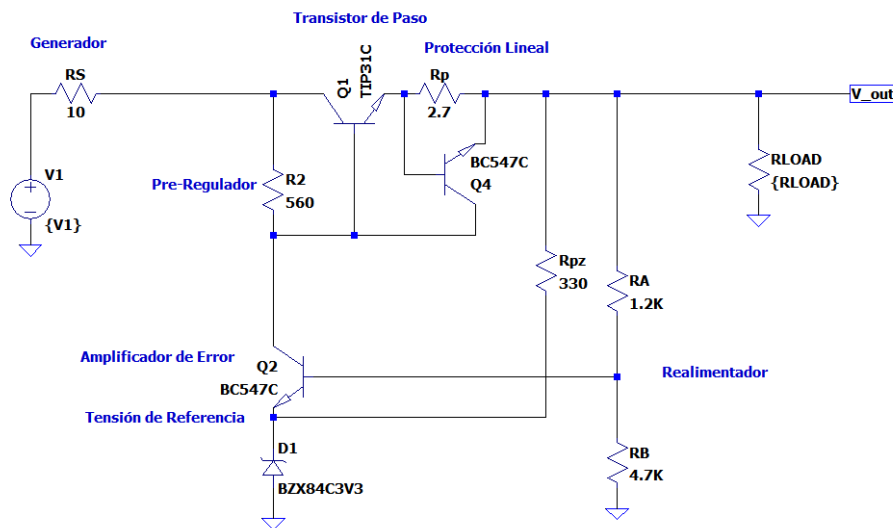 Transistor de Paso
Generador
Protección Lineal
RS
10
Q1
TIP31C
Rp
2.7
V_out
V1
{V1}
Pre-Regulador
R2
560
BC547C
Q4
RLOAD
{RLOAD}
Rpz
330
RA
1.2K
Amplificador de Error
Q2
BC547C
Realimentador
Tensión de Referencia
D1
BZX84C3V3
RB
4.7K